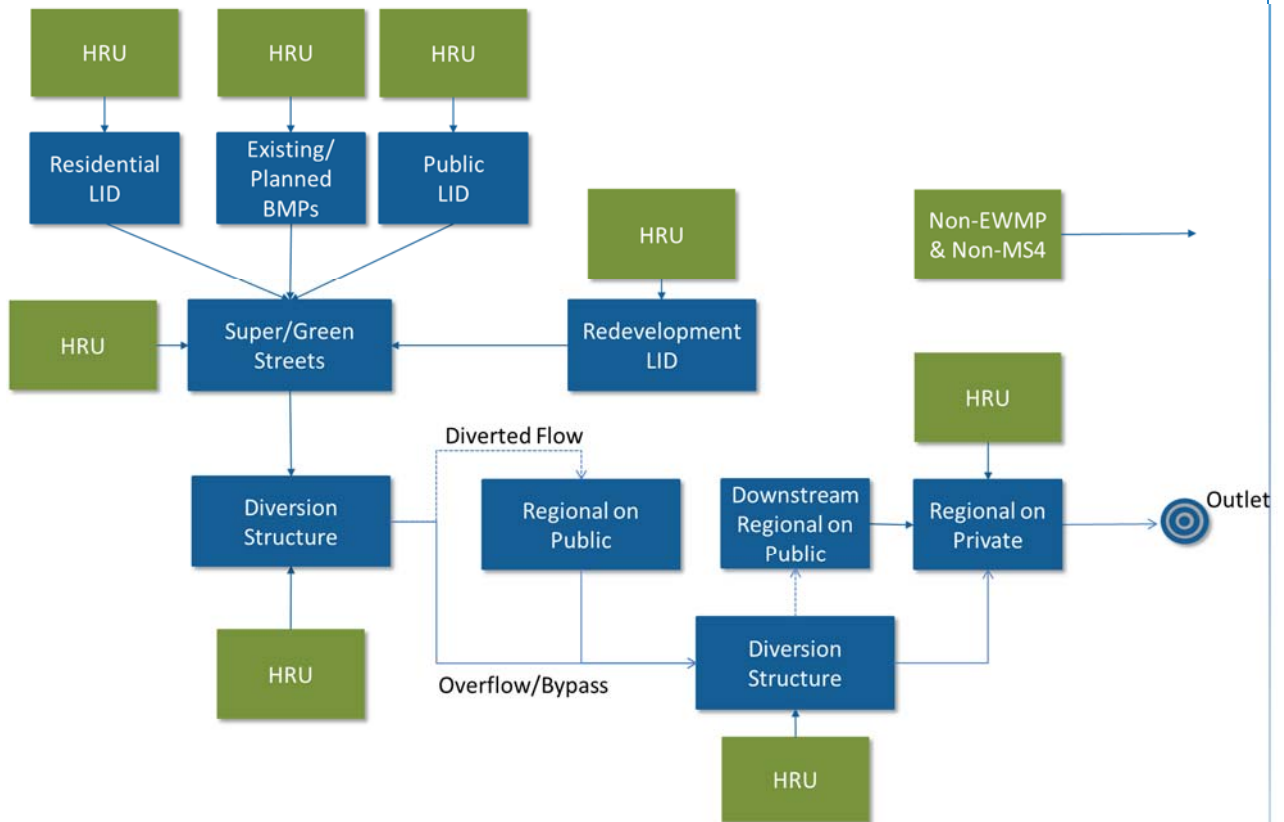 HRU
HRU
HRU
Residential
LID
Existing/
Planned
BMPs
Public
LID
HRU
Non-EWMP
& Non-MS4
HRU
Super/Green
Streets
Redevelopment
LID
HRU
Diverted Flow
Diversion
Structure
Regional on
Public
Downstream
Regional on
Public
Regional on
Private
Outlet
HRU
Overflow/Bypass
Diversion
Structure
HRU